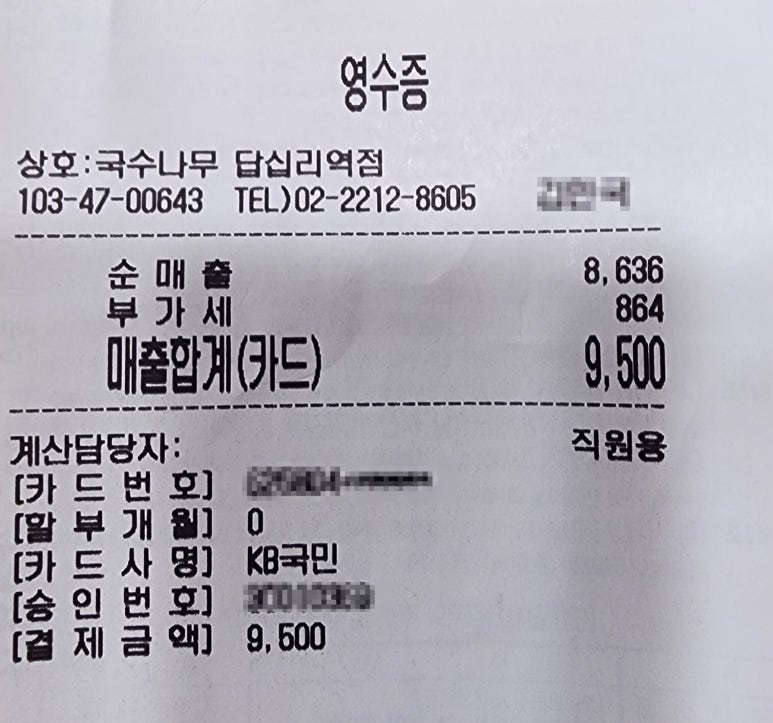 영수증
상호:국수나무 답십리역점
103-47-00643 TEL)02-2212-8605
순 매 출 8,636
부 가 세 864
매출합계(카드) 9,500
계산담당자: 직원용
[카 드 번 호]
[할 부 개 월] 0
[카 드 사 명] KB국민
[승 인 번 호]
[결 제 금 액] 9,500